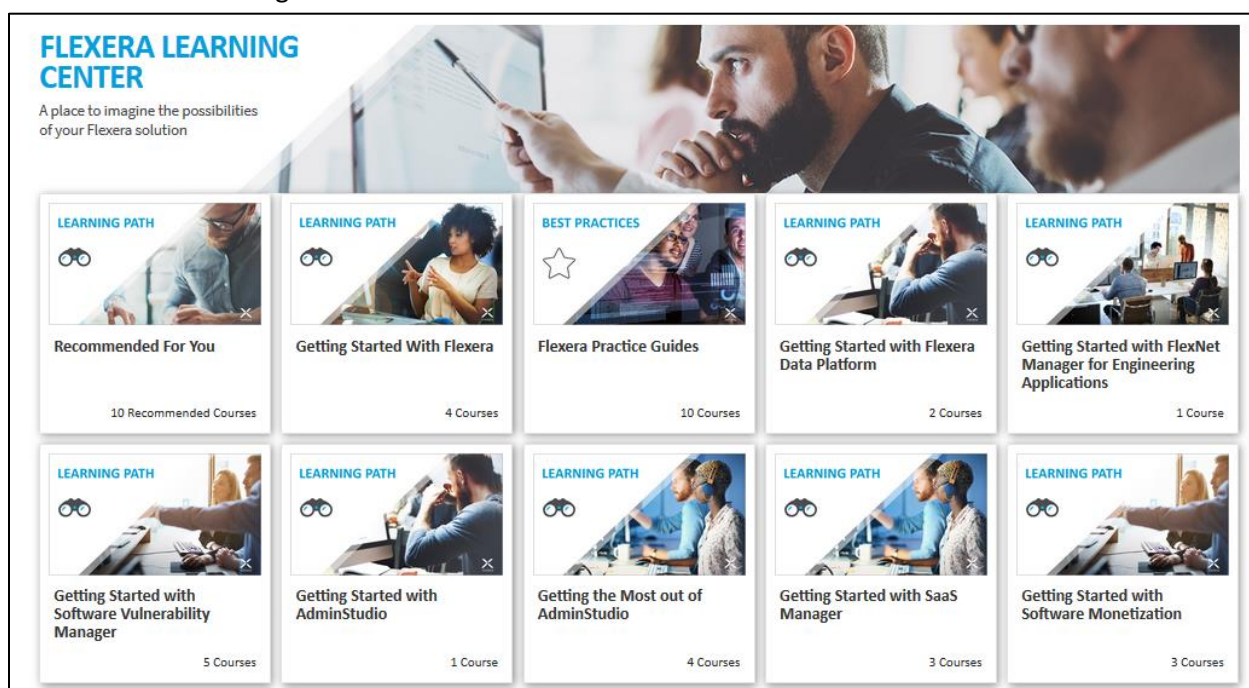 FLEXERA LEARNING
CENTER
A place to imagine the possibilities
of your Flexera solution
LEARNING PATH
Recommended For You
10 Recommended Courses
LEARNING PATH
Getting Started With Flexera
4 Courses
BEST PRACTICES
Flexera Practice Guides
10 Courses
LEARNING PATH
Getting Started with Flexera
Data Platform
2 Courses
LEARNING PATH
Getting Started with FlexNet
Manager for Engineering
Applications
1 Course
LEARNING PATH
Getting Started with
Software Vulnerability
Manager
5 Courses
LEARNING PATH
Getting Started with
AdminStudio
1 Course
LEARNING PATH
Getting the Most out of
AdminStudio
4 Courses
LEARNING PATH
Getting Started with SaaS
Manager
3 Courses
LEARNING PATH
Getting Started with
Software Monetization
3 Courses